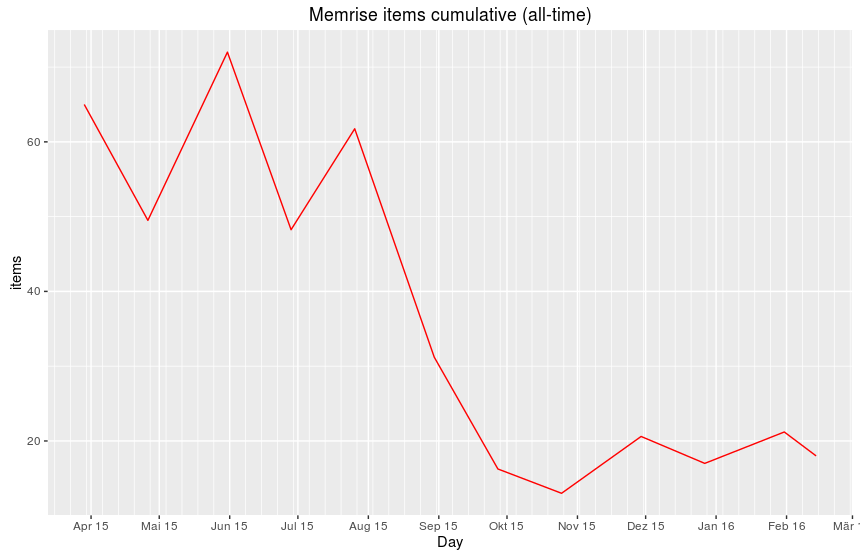 Memrise items cumulative (all-time)
items
60
40
20
Apr 15 Mai 15 Jun 15 Jul 15 Aug 15 Sep 15 Okt 15 Nov 15 Dez 15 Jan 16 Feb 16 Mär
Day